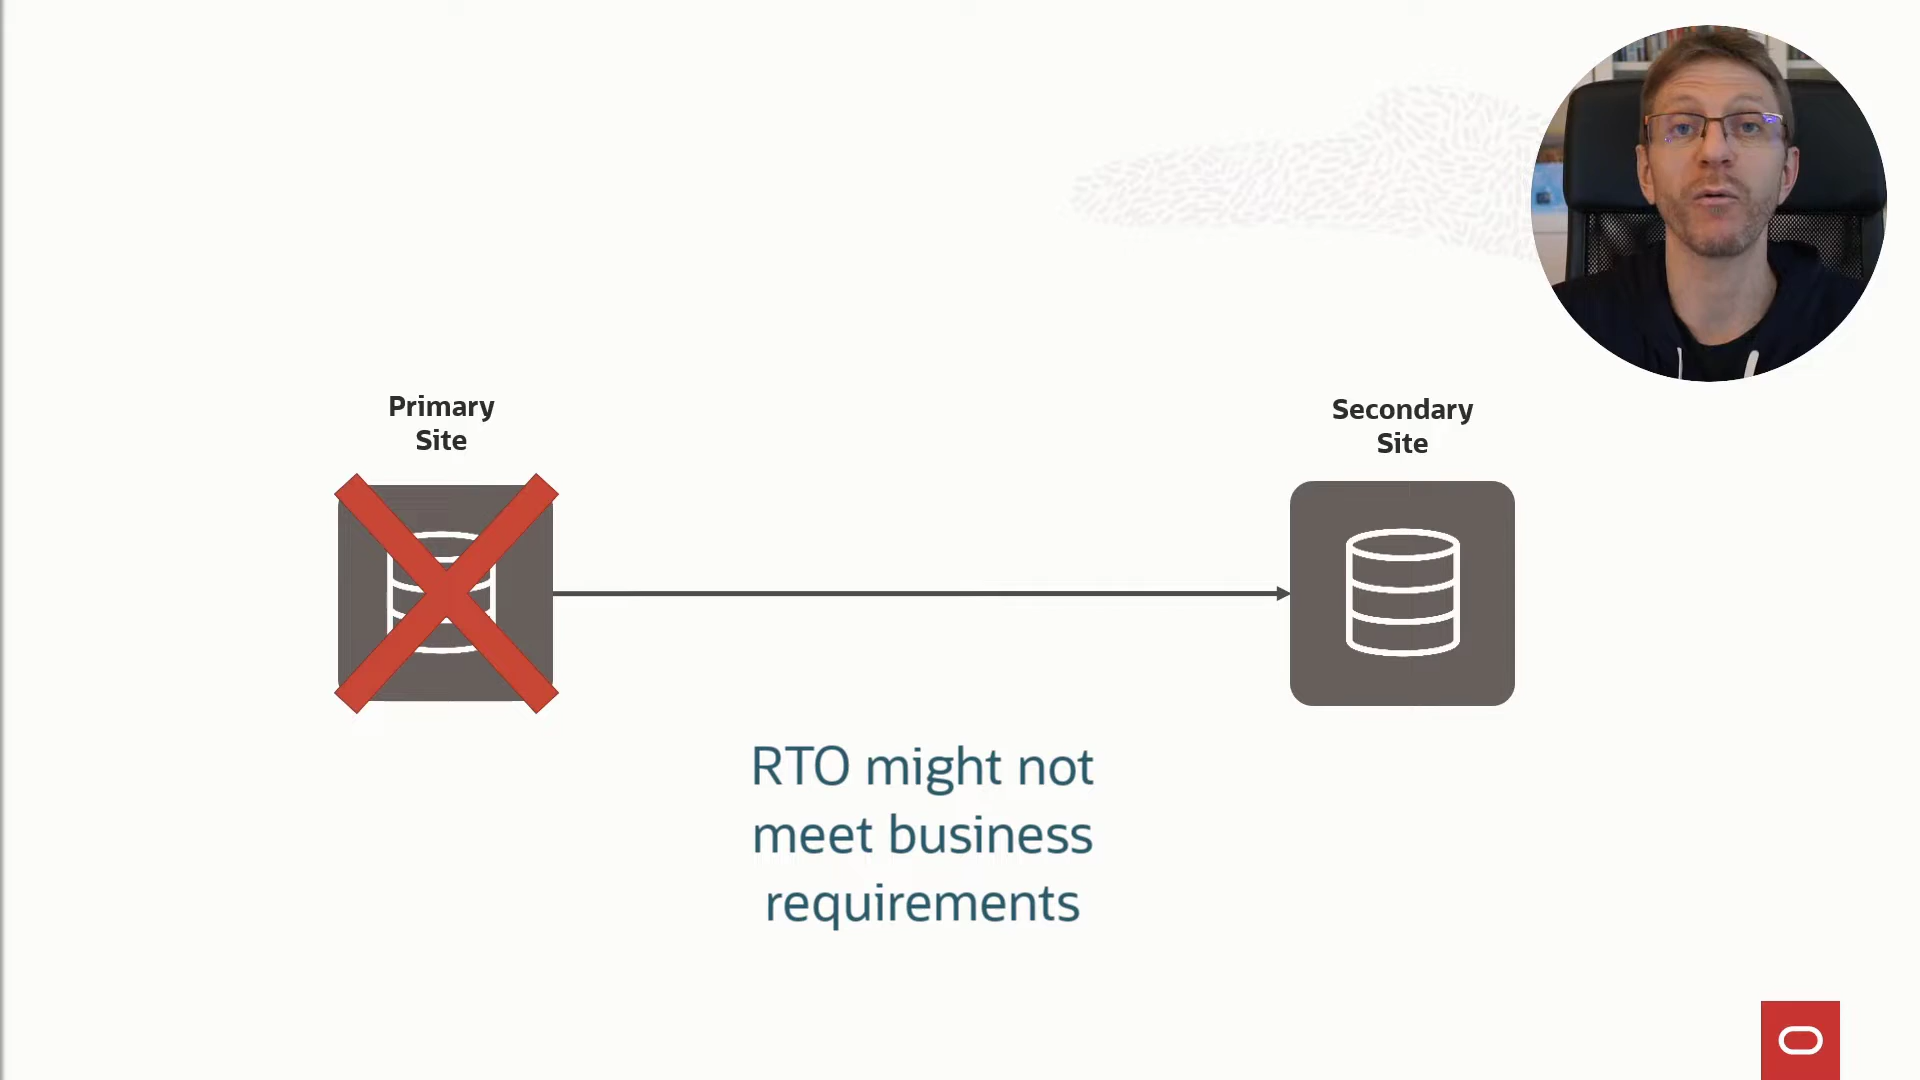 Primary
Site
Secondary
Site
RTO might not
meet business
requirements